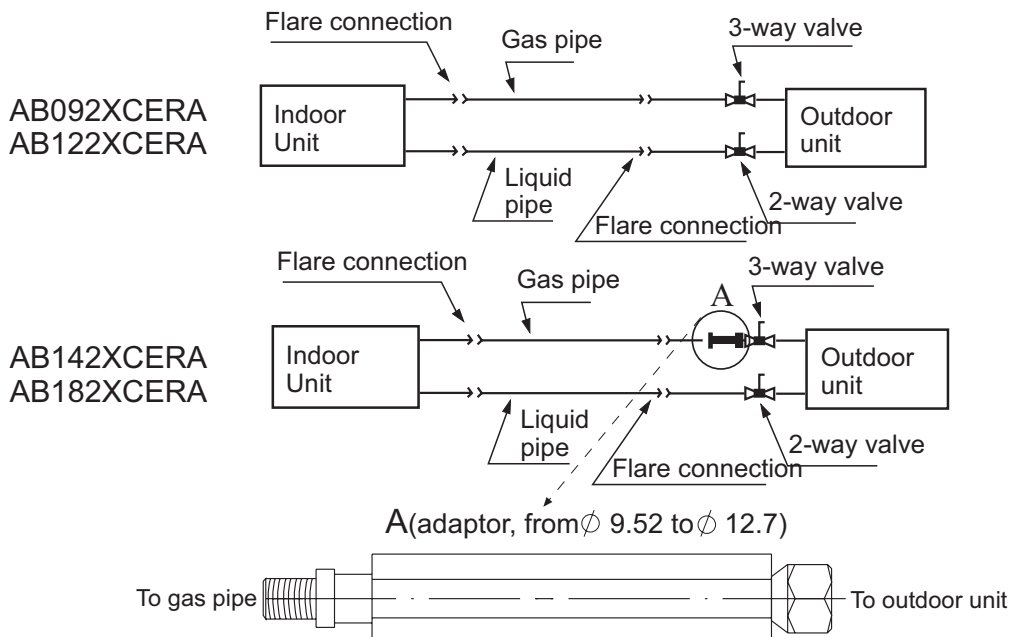 Flare connection
Gas pipe
3-way valve
AB092XCERA
AB122XCERA
Indoor
Unit
Outdoor
unit
Liquid
pipe
Flare connection
2-way valve
Flare connection
Gas pipe
A
3-way valve
AB142XCERA
AB182XCERA
Indoor
Unit
Outdoor
unit
Liquid
pipe
Flare connection
2-way valve
A(adaptor, from∅ 9.52 to∅ 12.7)
To gas pipe
To outdoor unit